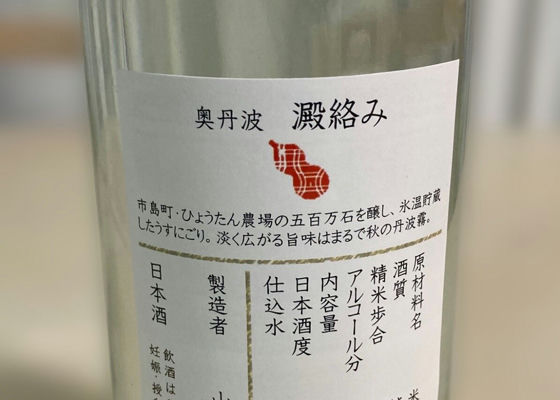 奥丹波 澱絡み
市島町・ひょうたん農場の五百万石を醸し、氷温貯蔵
したうすにごり。淡く広がる旨味はまるで秋の丹波霧。
原材料名 米
酒質
精米歩合
アルコール分
内容量
日本酒度
仕込水
製造者 山
日本酒
飲酒は
妊娠・授